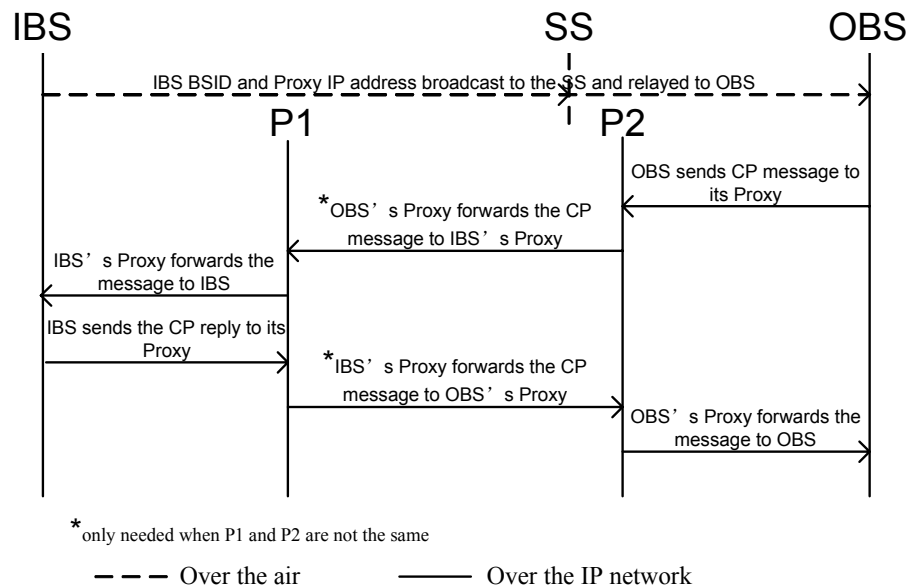 IBS
SS
OBS
IBS BSID and Proxy IP address broadcast to the SS and relayed to OBS
P1
P2
OBS sends CP message to
its Proxy
*OBS’ s Proxy forwards the CP
message to IBS’ s Proxy
IBS’ s Proxy forwards the
message to IBS
IBS sends the CP reply to its
Proxy
*IBS’ s Proxy forwards the CP
message to OBS’ s Proxy
OBS’ s Proxy forwards the
message to OBS
*only needed when P1 and P2 are not the same
Over the air
Over the IP network